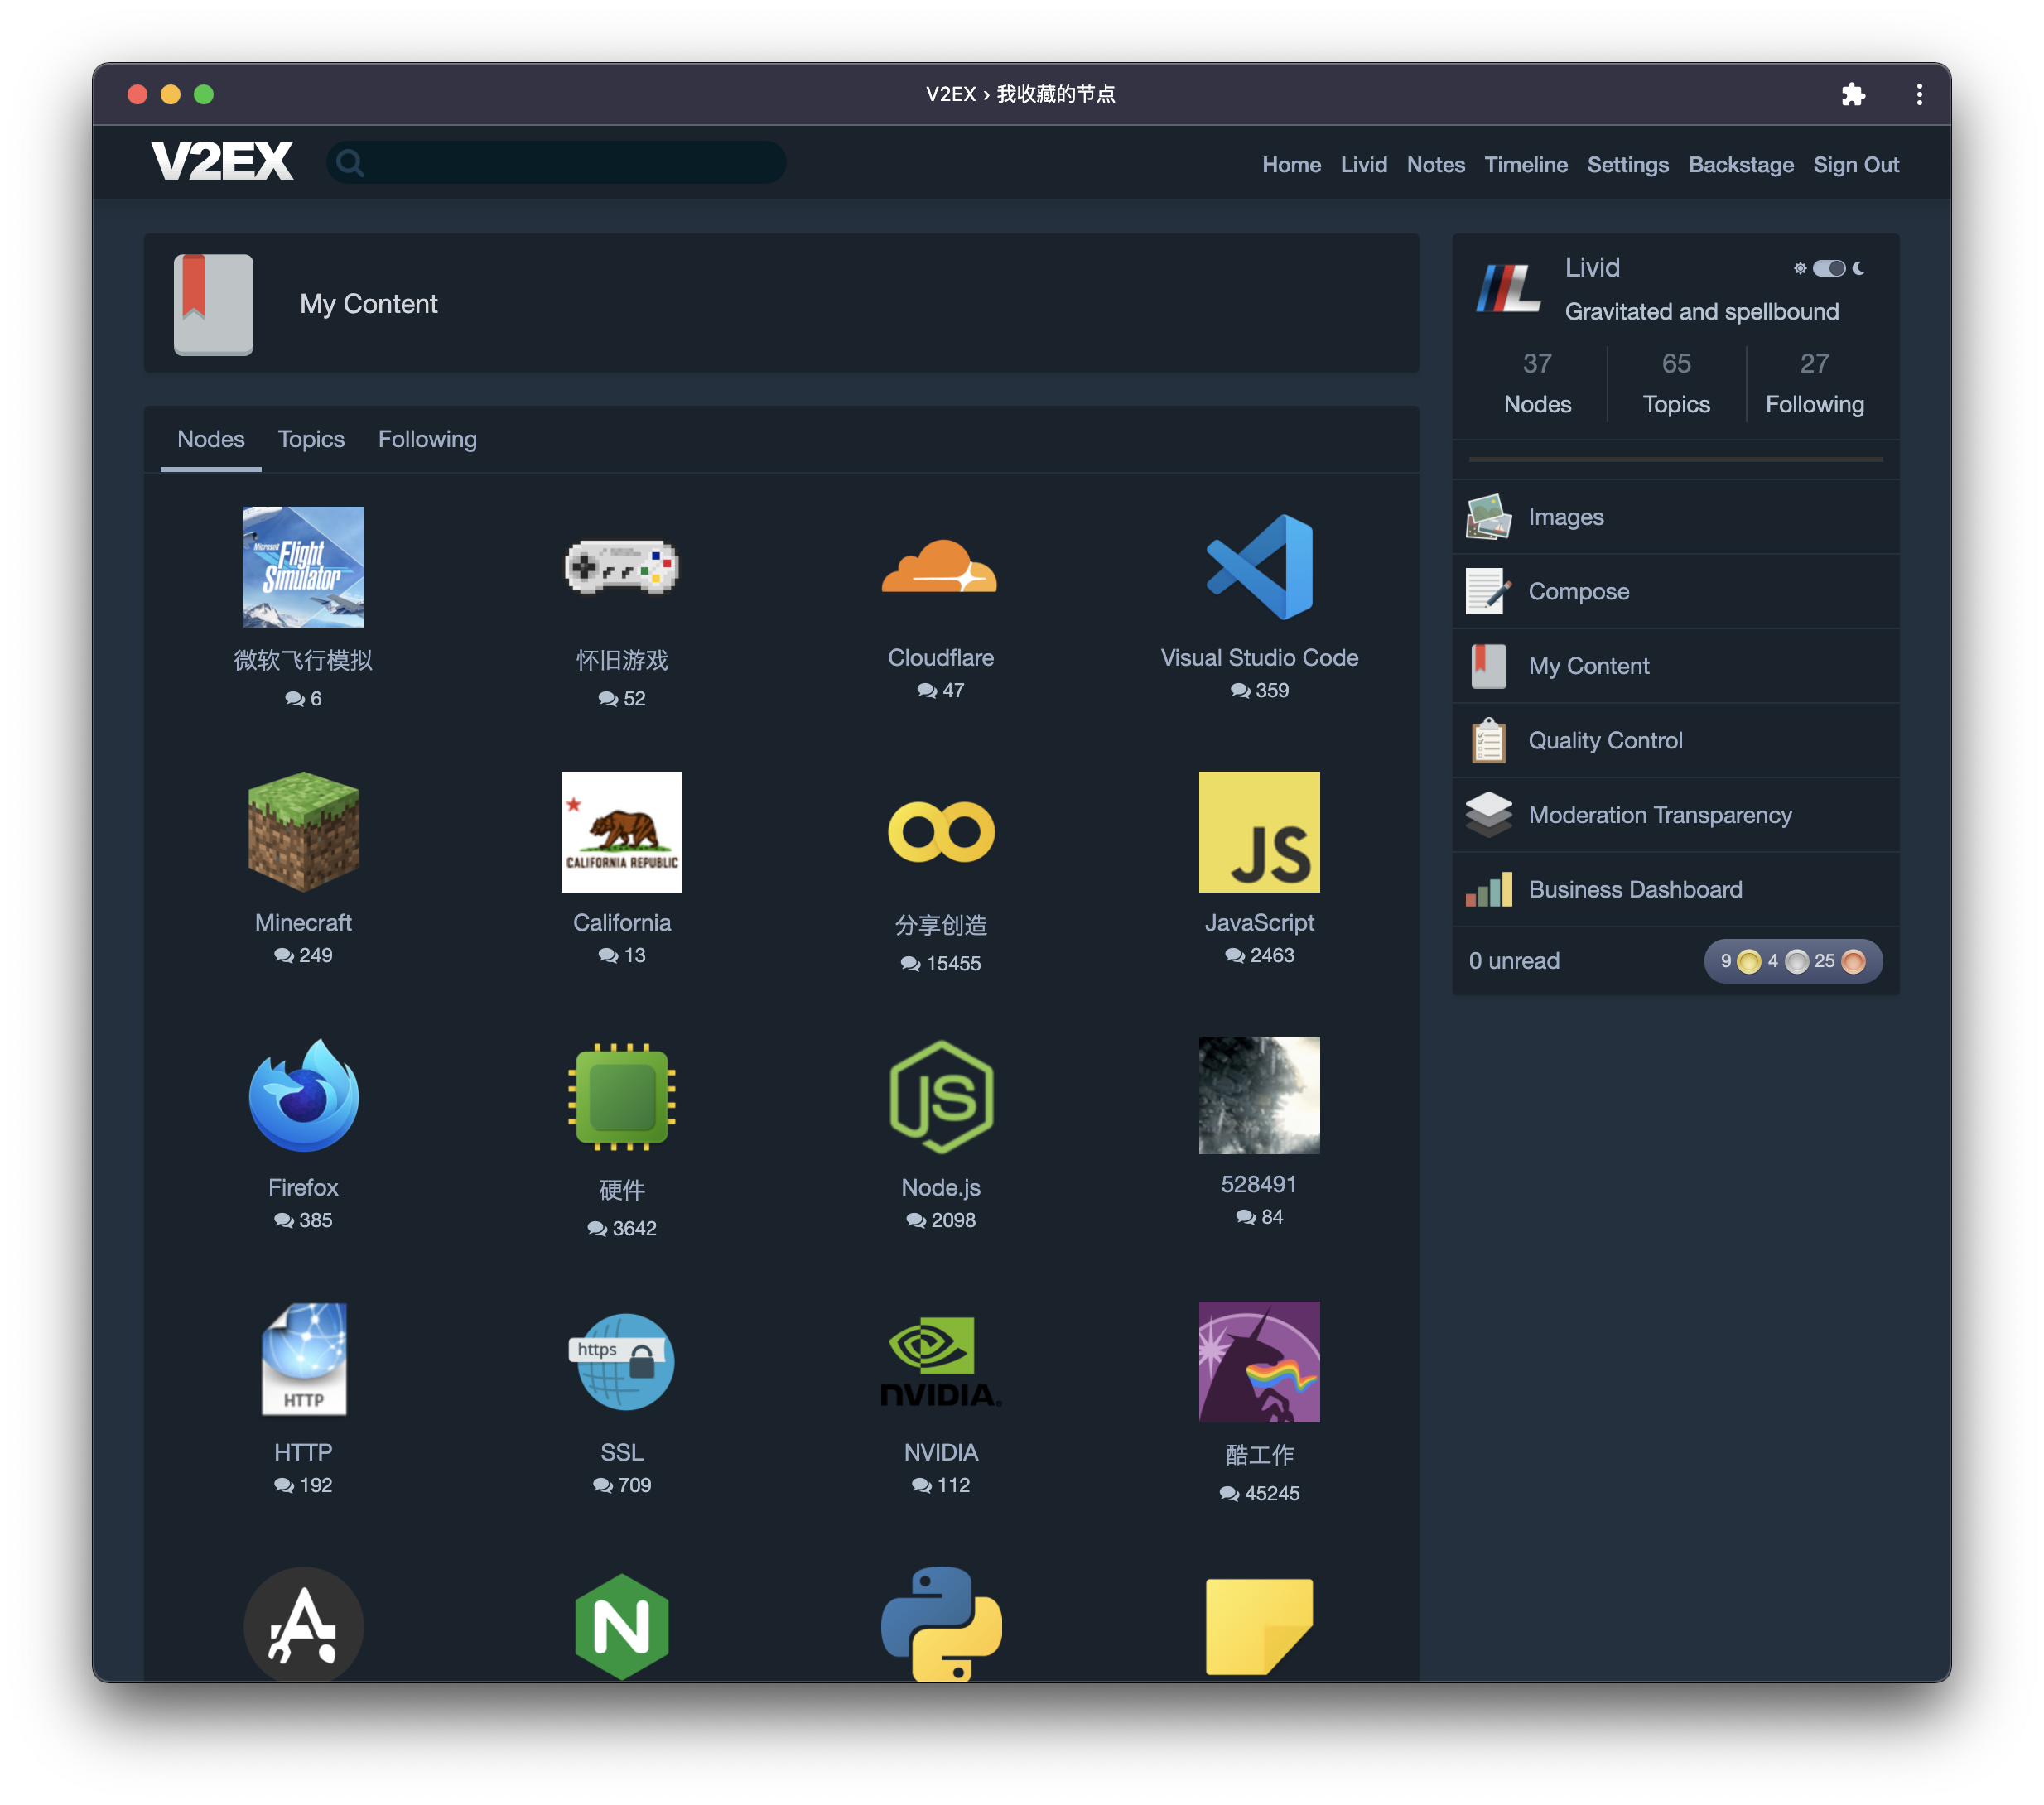 V2EX › 我收藏的节点
V2EX
Home Livid Notes Timeline Settings Backstage Sign Out
My Content
Nodes Topics Following
Microsoft Flight Simulator
微软飞行模拟
6
怀旧游戏
52
Cloudflare
47
Visual Studio Code
359
Minecraft
249
CALIFORNIA REPUBLIC
California
13
分享创造
15455
JS
JavaScript
2463
Firefox
385
硬件
3642
JS
Node.js
2098
528491
84
HTTP
HTTP
192
https
SSL
709
NVIDIA.
NVIDIA
112
酷工作
45245
N
Livid
Gravitated and spellbound
37 65 27
Nodes Topics Following
Images
Compose
My Content
Quality Control
Moderation Transparency
Business Dashboard
0 unread
9 4 25